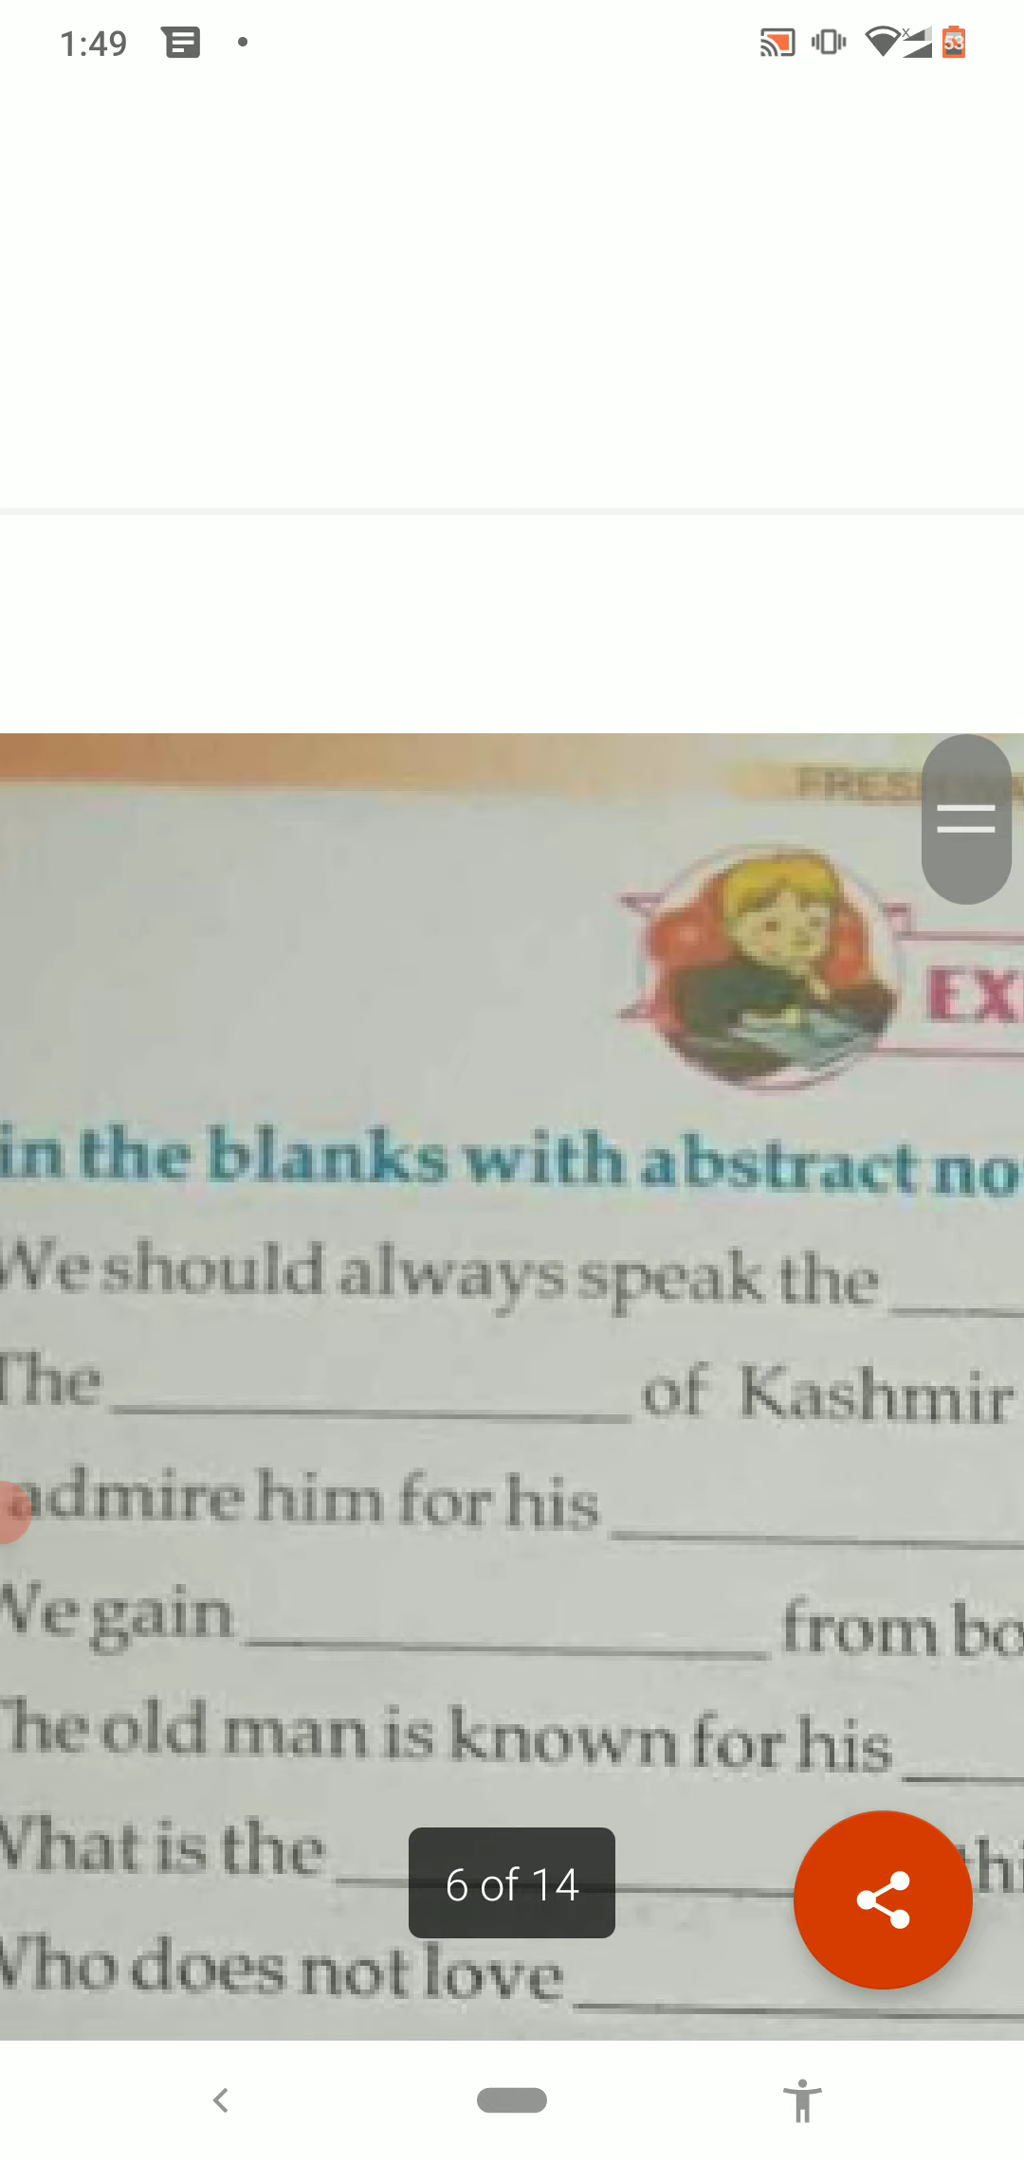 1:49
53
in the blanks with abstract no
We should always speak the
The of Kashmir
admire him for his
We gain from bo
The old man is known for his
What is the thi
6 of 14
Who does not love